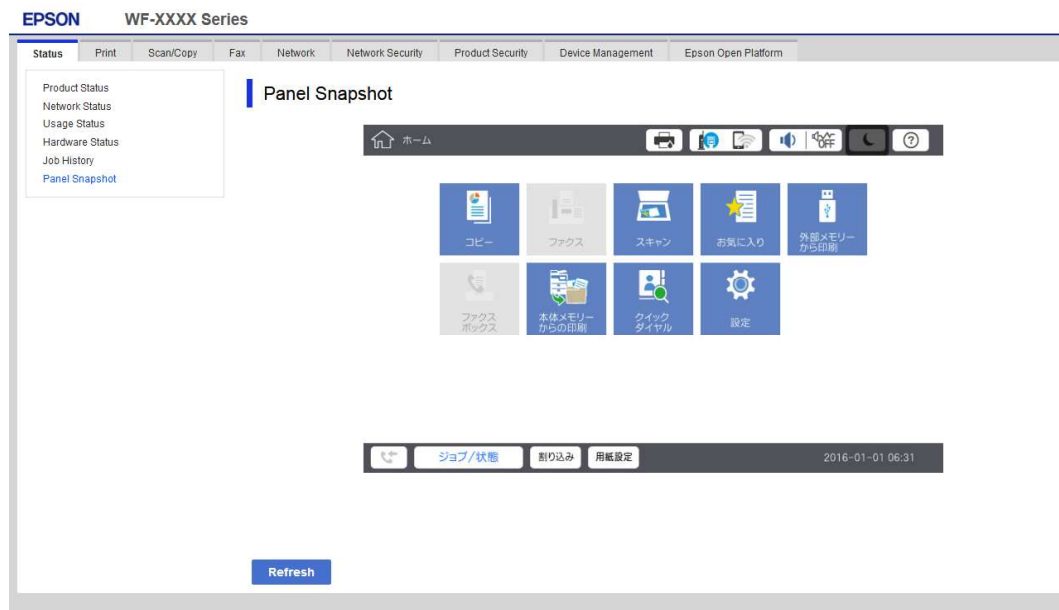 EPSON WF-XXXX Series
Status Print Scan/Copy Fax Network Network Security Product Security Device Management Epson Open Platform
Product Status
Network Status
Usage Status
Hardware Status
Job History
Panel Snapshot
Panel Snapshot
ホーム
OFF
?
コピー
ファクス
スキャン
お気に入り
外部メモリー
から印刷
ファクス
ボックス
本体メモリー
からの印刷
クイック
ダイヤル
設定
ジョブ/状態 割り込み 用紙設定 2016-01-01 06:31
Refresh